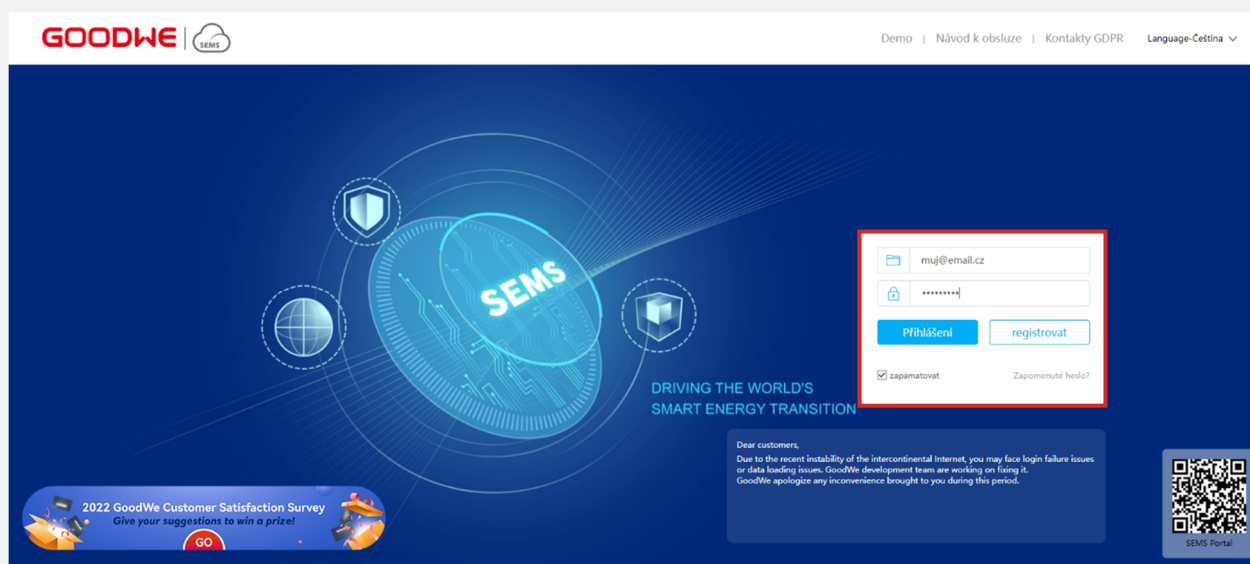 GOODWE SEMS
Demo | Návod k obsluze | Kontakty GDPR Language-Čeština
SEMS
muj@email.cz
•••••••••
Přihlášení registrovat
zapamatovat Zapomenuté heslo?
DRIVING THE WORLD'S
SMART ENERGY TRANSITION
Dear customers,
Due to the recent instability of the intercontinental Internet, you may face login failure issues
or data loading issues. GoodWe development team are working on fixing it.
GoodWe apologize any inconvenience brought to you during this period.
2022 GoodWe Customer Satisfaction Survey
Give your suggestions to win a prize!
GO
SEMS Portal